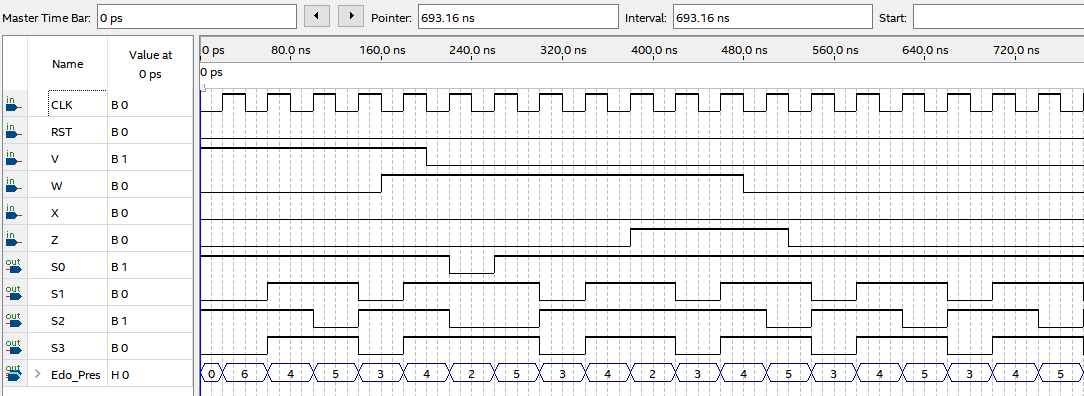 Master Time Bar: 0 ps Pointer: 693.16 ns Interval: 693.16 ns Start:
Name Value at 0 ps 0 ps 80.0 ns 160.0 ns 240.0 ns 320.0 ns 400.0 ns 480.0 ns 560.0 ns 640.0 ns 720.0 ns
0 ps
in CLK B 0
in RST B 0
in V B 1
in W B 0
in X B 0
in Z B 0
out S0 B 1
out S1 B 0
out S2 B 1
out S3 B 0
out Edo_Pres H 0 0 6 4 5 3 4 2 5 3 4 2 3 4 5 3 4 5 3 4 5